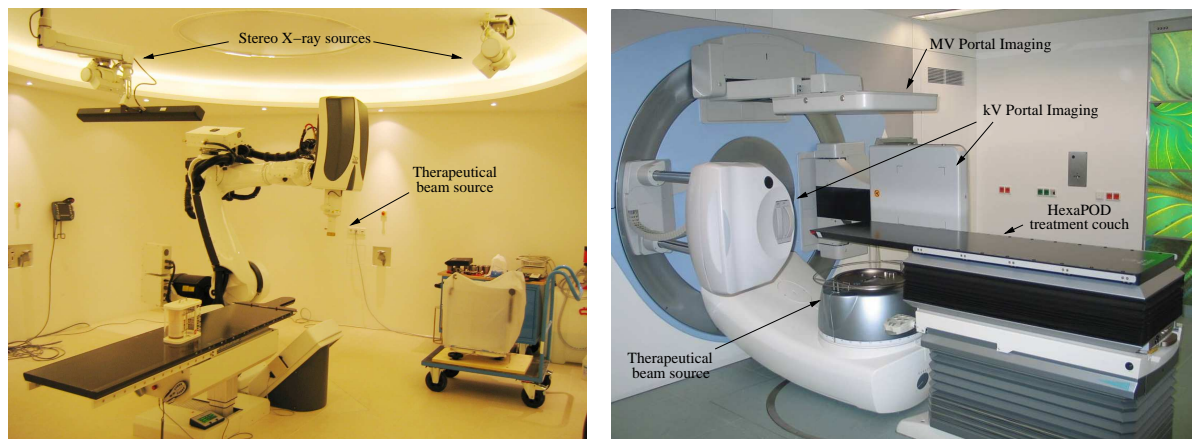 Stereo X-ray sources
Therapeutical
beam source
MV Portal Imaging
kV Portal Imaging
HexaPOD
treatment couch
Therapeutical
beam source